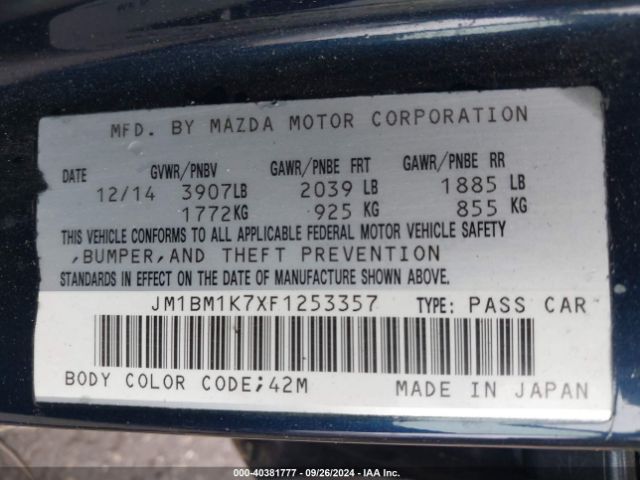 MFD. BY MAZDA MOTOR CORPORATION
DATE GVWR/PNBV GAWR/PNBE FRT GAWR/PNBE RR
12/14 3907LB 2039 LB 1885 LB
1772KG 925 KG 855 KG
THIS VEHICLE CONFORMS TO ALL APPLICABLE FEDERAL MOTOR VEHICLE SAFETY
,BUMPER,AND THEFT PREVENTION
STANDARDS IN EFFECT ON THE DATE OF MANUFACTURE SHOWN ABOVE.
JM1BM1K7XF1253357 TYPE: PASS CAR
BODY COLOR CODE;42M MADE IN JAPAN
000-40381777 - 09/26/2024 - IAA Inc.